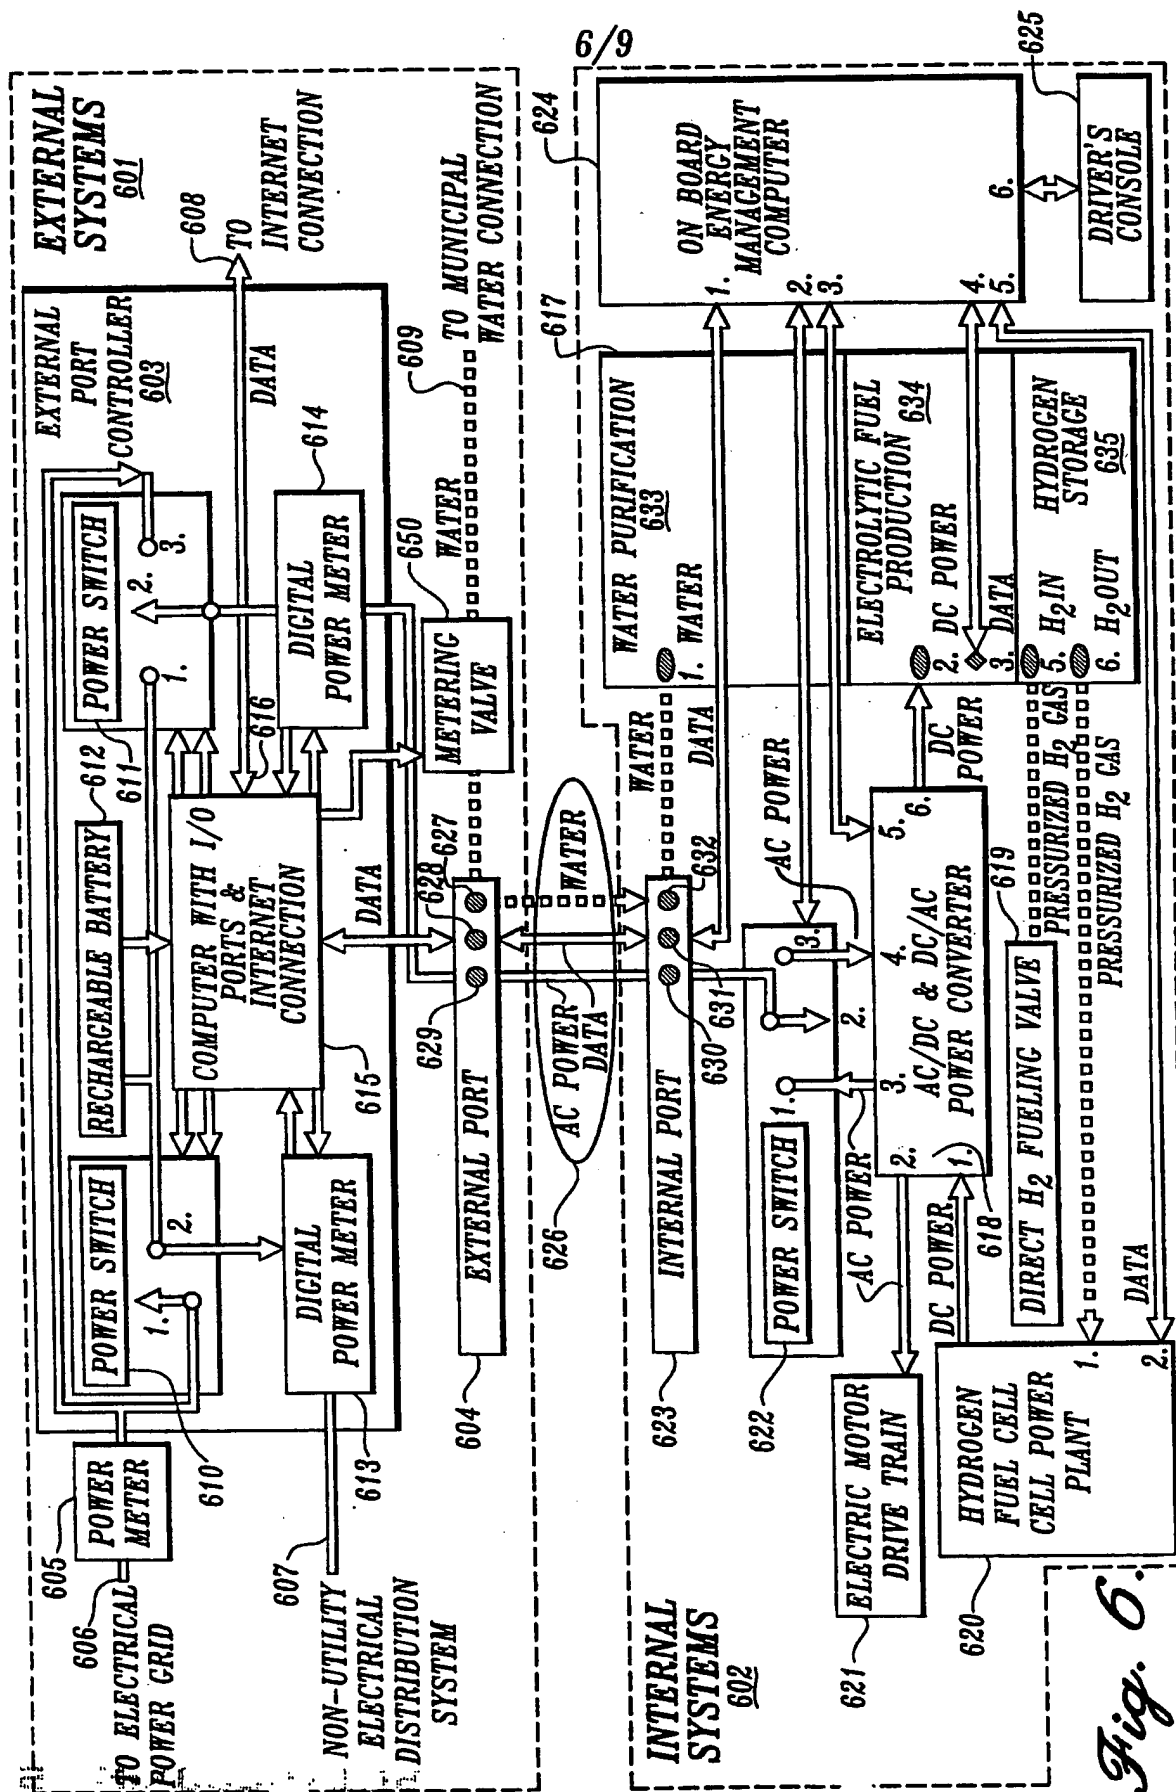 6/9
EXTERNAL
SYSTEMS
601
EXTERNAL
PORT
CONTROLLER
603
608
TO
INTERNET
CONNECTION
DATA
POWER SWITCH
1.
2.
3.
611
RECHARGEABLE BATTERY
612
POWER SWITCH
1.
2.
610
COMPUTER WITH I/O
PORTS &
INTERNET
CONNECTION
615
616
DIGITAL
POWER METER
614
DIGITAL
POWER METER
613
POWER
METER
605
606
TO ELECTRICAL
POWER GRID
607
NON-UTILITY
ELECTRICAL
DISTRIBUTION
SYSTEM
DATA
METERING
VALVE
650
WATER
609
TO MUNICIPAL
WATER CONNECTION
EXTERNAL PORT
604
629
628
627
AC POWER
DATA
WATER
626
INTERNAL
SYSTEMS
602
INTERNAL PORT
623
630
631
632
WATER
DATA
POWER SWITCH
1.
2.
3.
622
AC POWER
AC POWER
AC/DC & DC/AC
POWER CONVERTER
1.
2.
3.
4.
5.
6.
618
DC POWER
DC
POWER
ELECTRIC MOTOR
DRIVE TRAIN
621
HYDROGEN
FUEL CELL
CELL POWER
PLANT
1.
2.
620
DIRECT H2 FUELING VALVE
619
PRESSURIZED H2 GAS
PRESSURIZED H2 GAS
DATA
617
WATER PURIFICATION
633
1. WATER
ELECTROLYTIC FUEL
PRODUCTION 634
2. DC POWER
3. DATA
HYDROGEN
STORAGE
635
5. H2IN
6. H2OUT
ON BOARD
ENERGY
MANAGEMENT
COMPUTER
1.
2.
3.
4.
5.
6.
624
DRIVER'S
CONSOLE
625
Fig. 6.